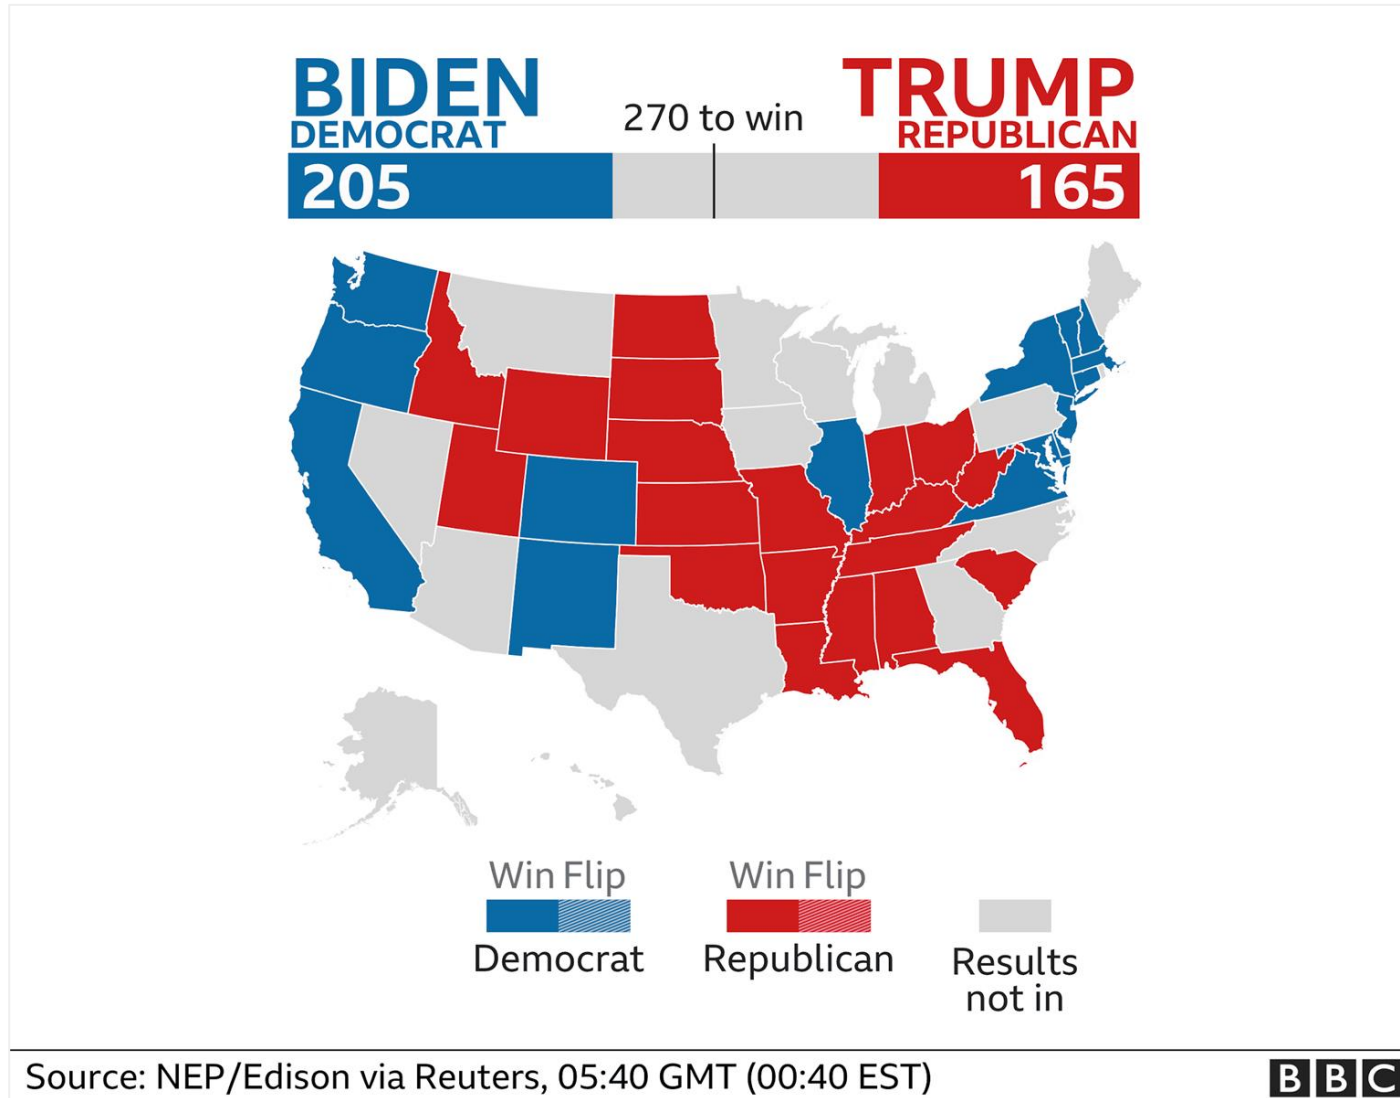 BIDEN
DEMOCRAT
205
270 to win
TRUMP
REPUBLICAN
165
Win Flip
Democrat
Win Flip
Republican
Results
not in
Source: NEP/Edison via Reuters, 05:40 GMT (00:40 EST)
BBC